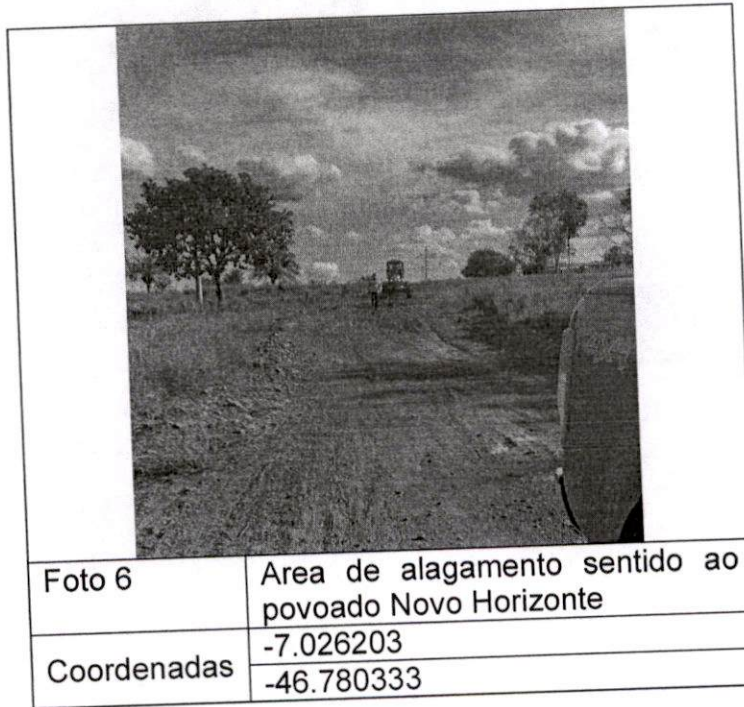 Foto 6
Area de alagamento sentido ao
povoado Novo Horizonte
Coordenadas
-7.026203
-46.780333